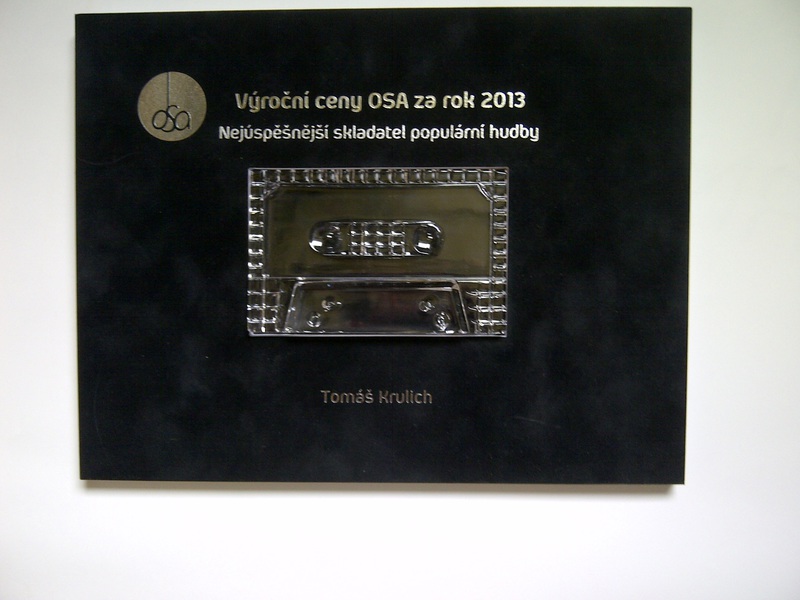 osa
Výroční ceny OSA za rok 2013
Nejúspěšnější skladatel populární hudby
Tomáš Krulich